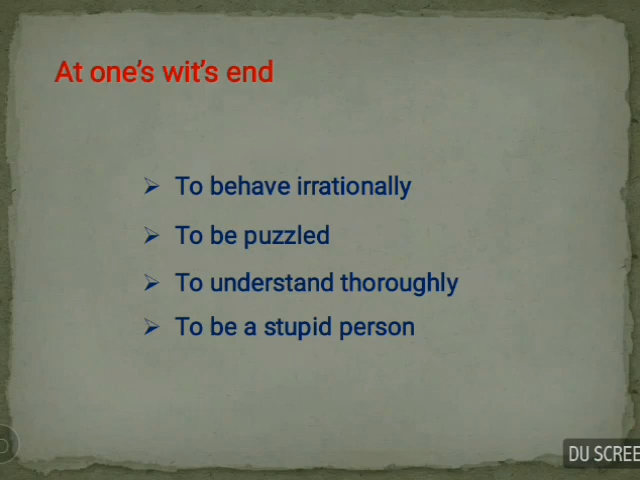 At one's wit's end
To behave irrationally
To be puzzled
To understand thoroughly
To be a stupid person
DU SCREE